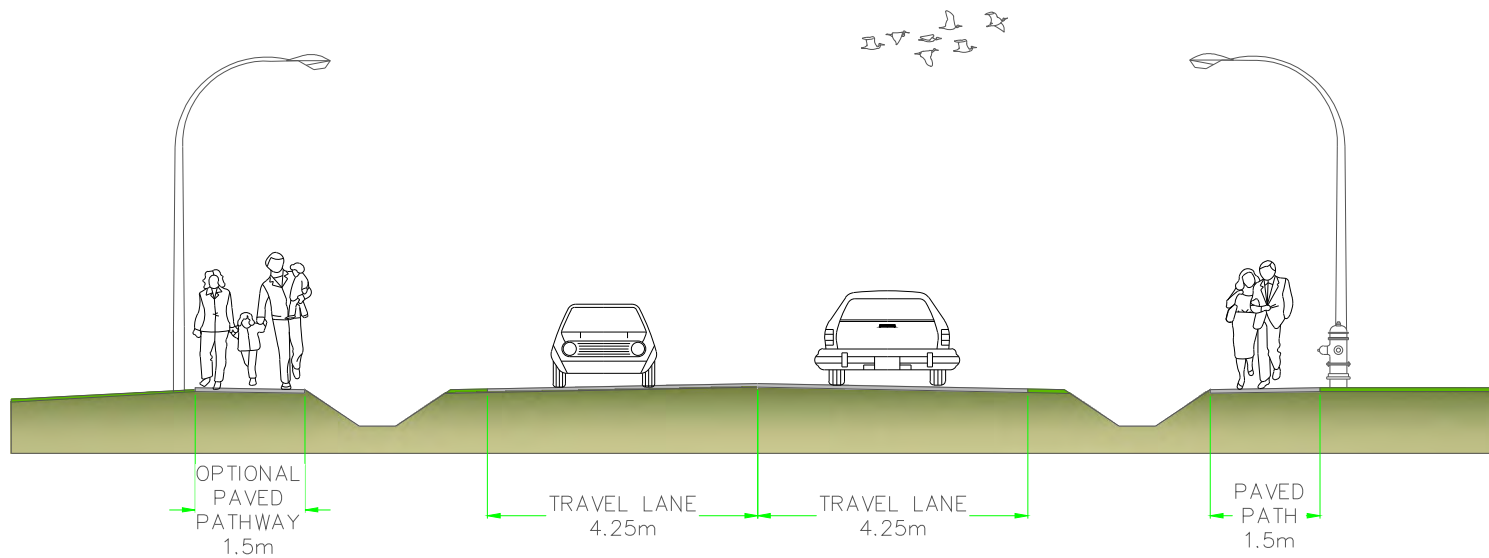 OPTIONAL
PAVED
PATHWAY
1.5m
TRAVEL LANE
4.25m
TRAVEL LANE
4.25m
PAVED
PATH
1.5m